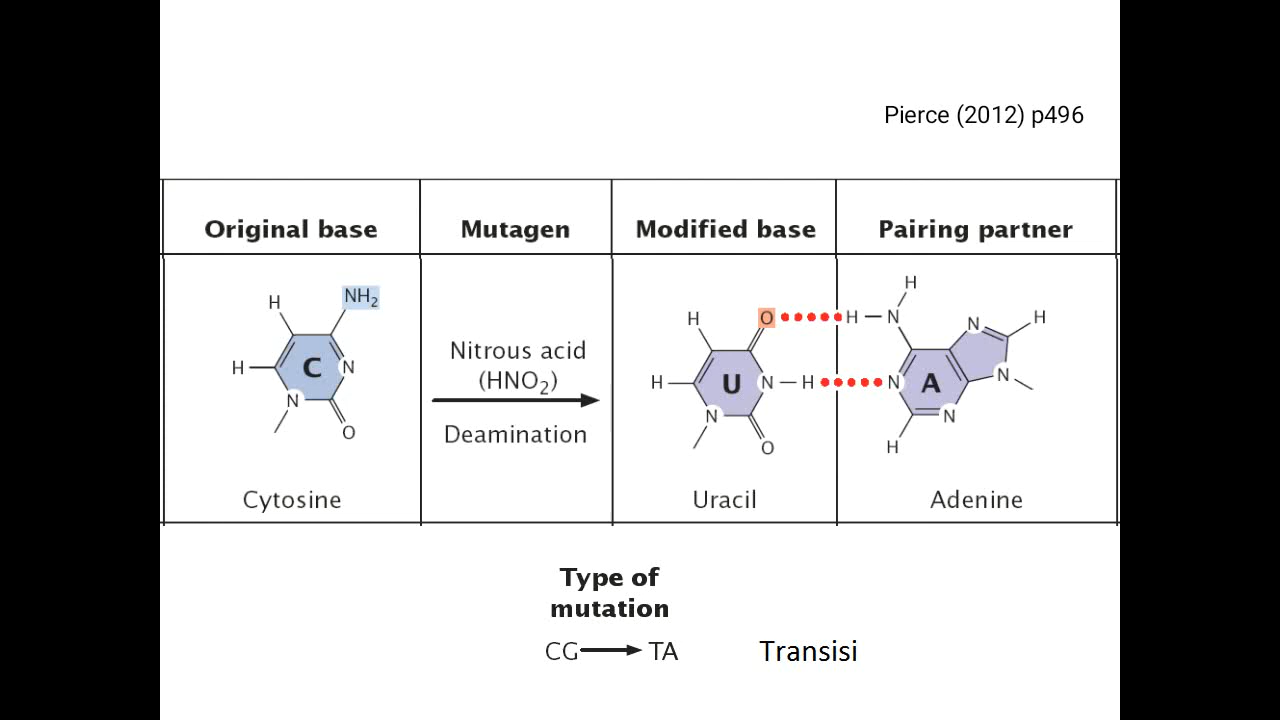 Pierce (2012) p496
Original base Mutagen Modified base Pairing partner
H NH₂
H C N
N
O
Cytosine
Nitrous acid
(HNO₂)
Deamination
H O
H U N H
N
O
Uracil
H
H N N H
N A N
N
H
Adenine
Type of
mutation
CG TA Transisi